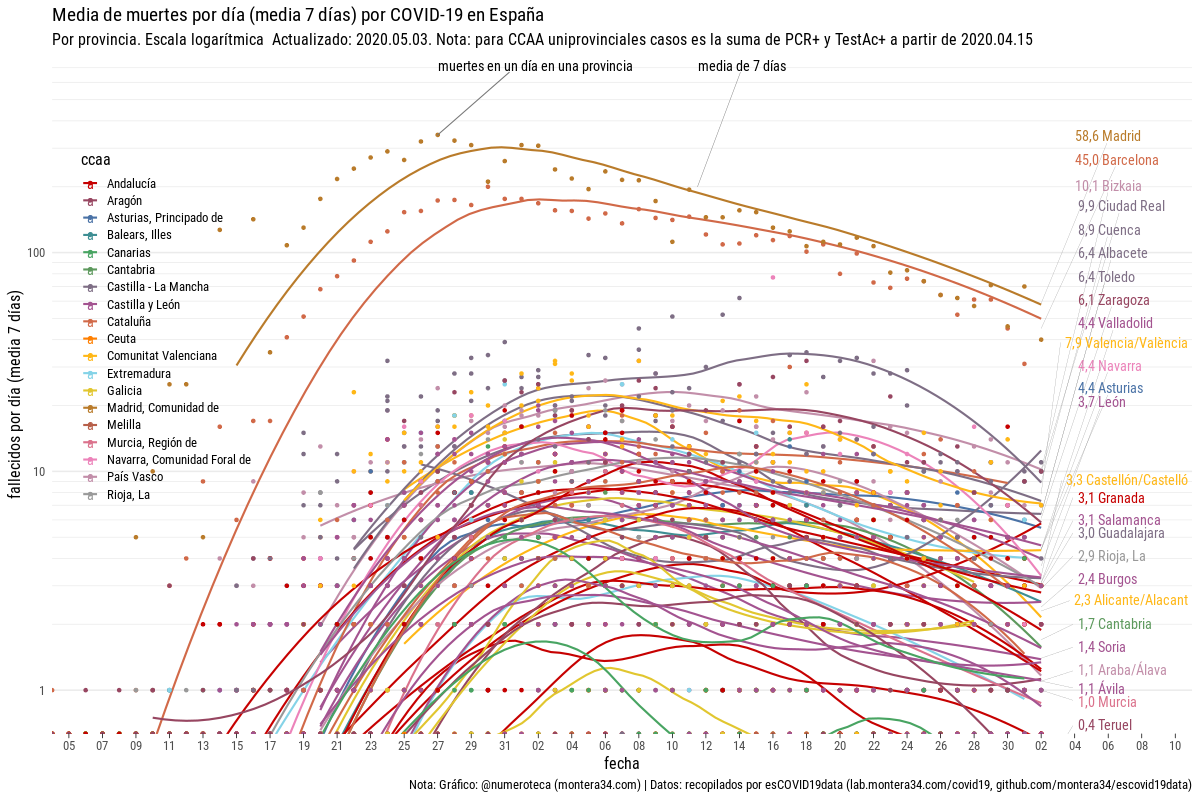 Media de muertes por día (media 7 días) por COVID-19 en España
Por provincia. Escala logarítmica  Actualizado: 2020.05.03. Nota: para CCAA uniprovinciales casos es la suma de PCR+ y TestAc+ a partir de 2020.04.15
muertes en un día en una provincia
media de 7 días
ccaa
Andalucía
Aragón
Asturias, Principado de
Balears, Illes
Canarias
Cantabria
Castilla - La Mancha
Castilla y León
Cataluña
Ceuta
Comunitat Valenciana
Extremadura
Galicia
Madrid, Comunidad de
Melilla
Murcia, Región de
Navarra, Comunidad Foral de
País Vasco
Rioja, La
fallecidos por día (media 7 días)
100
10
1
58,6 Madrid
45,0 Barcelona
10,1 Bizkaia
9,9 Ciudad Real
8,9 Cuenca
6,4 Albacete
6,4 Toledo
6,1 Zaragoza
4,4 Valladolid
7,9 Valencia/València
4,4 Navarra
4,4 Asturias
3,7 León
3,3 Castellón/Castelló
3,1 Granada
3,1 Salamanca
3,0 Guadalajara
2,9 Rioja, La
2,4 Burgos
2,3 Alicante/Alacant
1,7 Cantabria
1,4 Soria
1,1 Araba/Álava
1,1 Ávila
1,0 Murcia
0,4 Teruel
05 07 09 11 13 15 17 19 21 23 25 27 29 31 02 04 06 08 10 12 14 16 18 20 22 24 26 28 30 02 04 06 08 10
fecha
Nota: Gráfico: @numeroteca (montera34.com) | Datos: recopilados por esCOVID19data (lab.montera34.com/covid19, github.com/montera34/escovid19data)